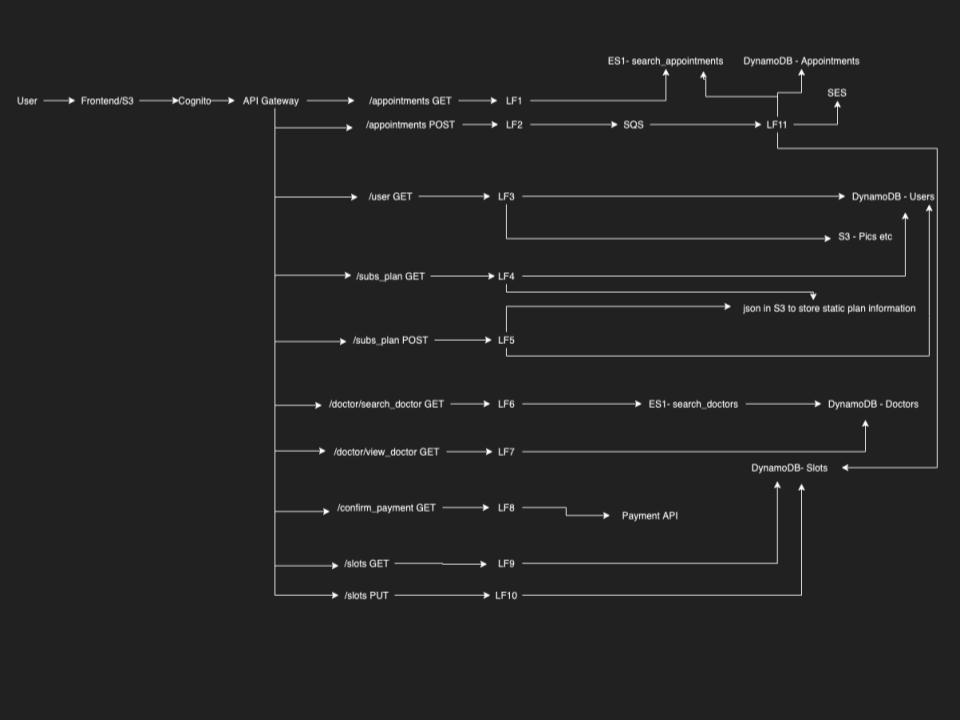 ES1- search_appointments
DynamoDB - Appointments
SES
User
Frontend/S3
Cognito
API Gateway
/appointments GET
LF1
/appointments POST
LF2
SQS
LF11
/user GET
LF3
DynamoDB - Users
S3 - Pics etc
/subs_plan GET
LF4
json in S3 to store static plan information
/subs_plan POST
LF5
/doctor/search_doctor GET
LF6
ES1- search_doctors
DynamoDB - Doctors
/doctor/view_doctor GET
LF7
DynamoDB- Slots
/confirm_payment GET
LF8
Payment API
/slots GET
LF9
/slots PUT
LF10